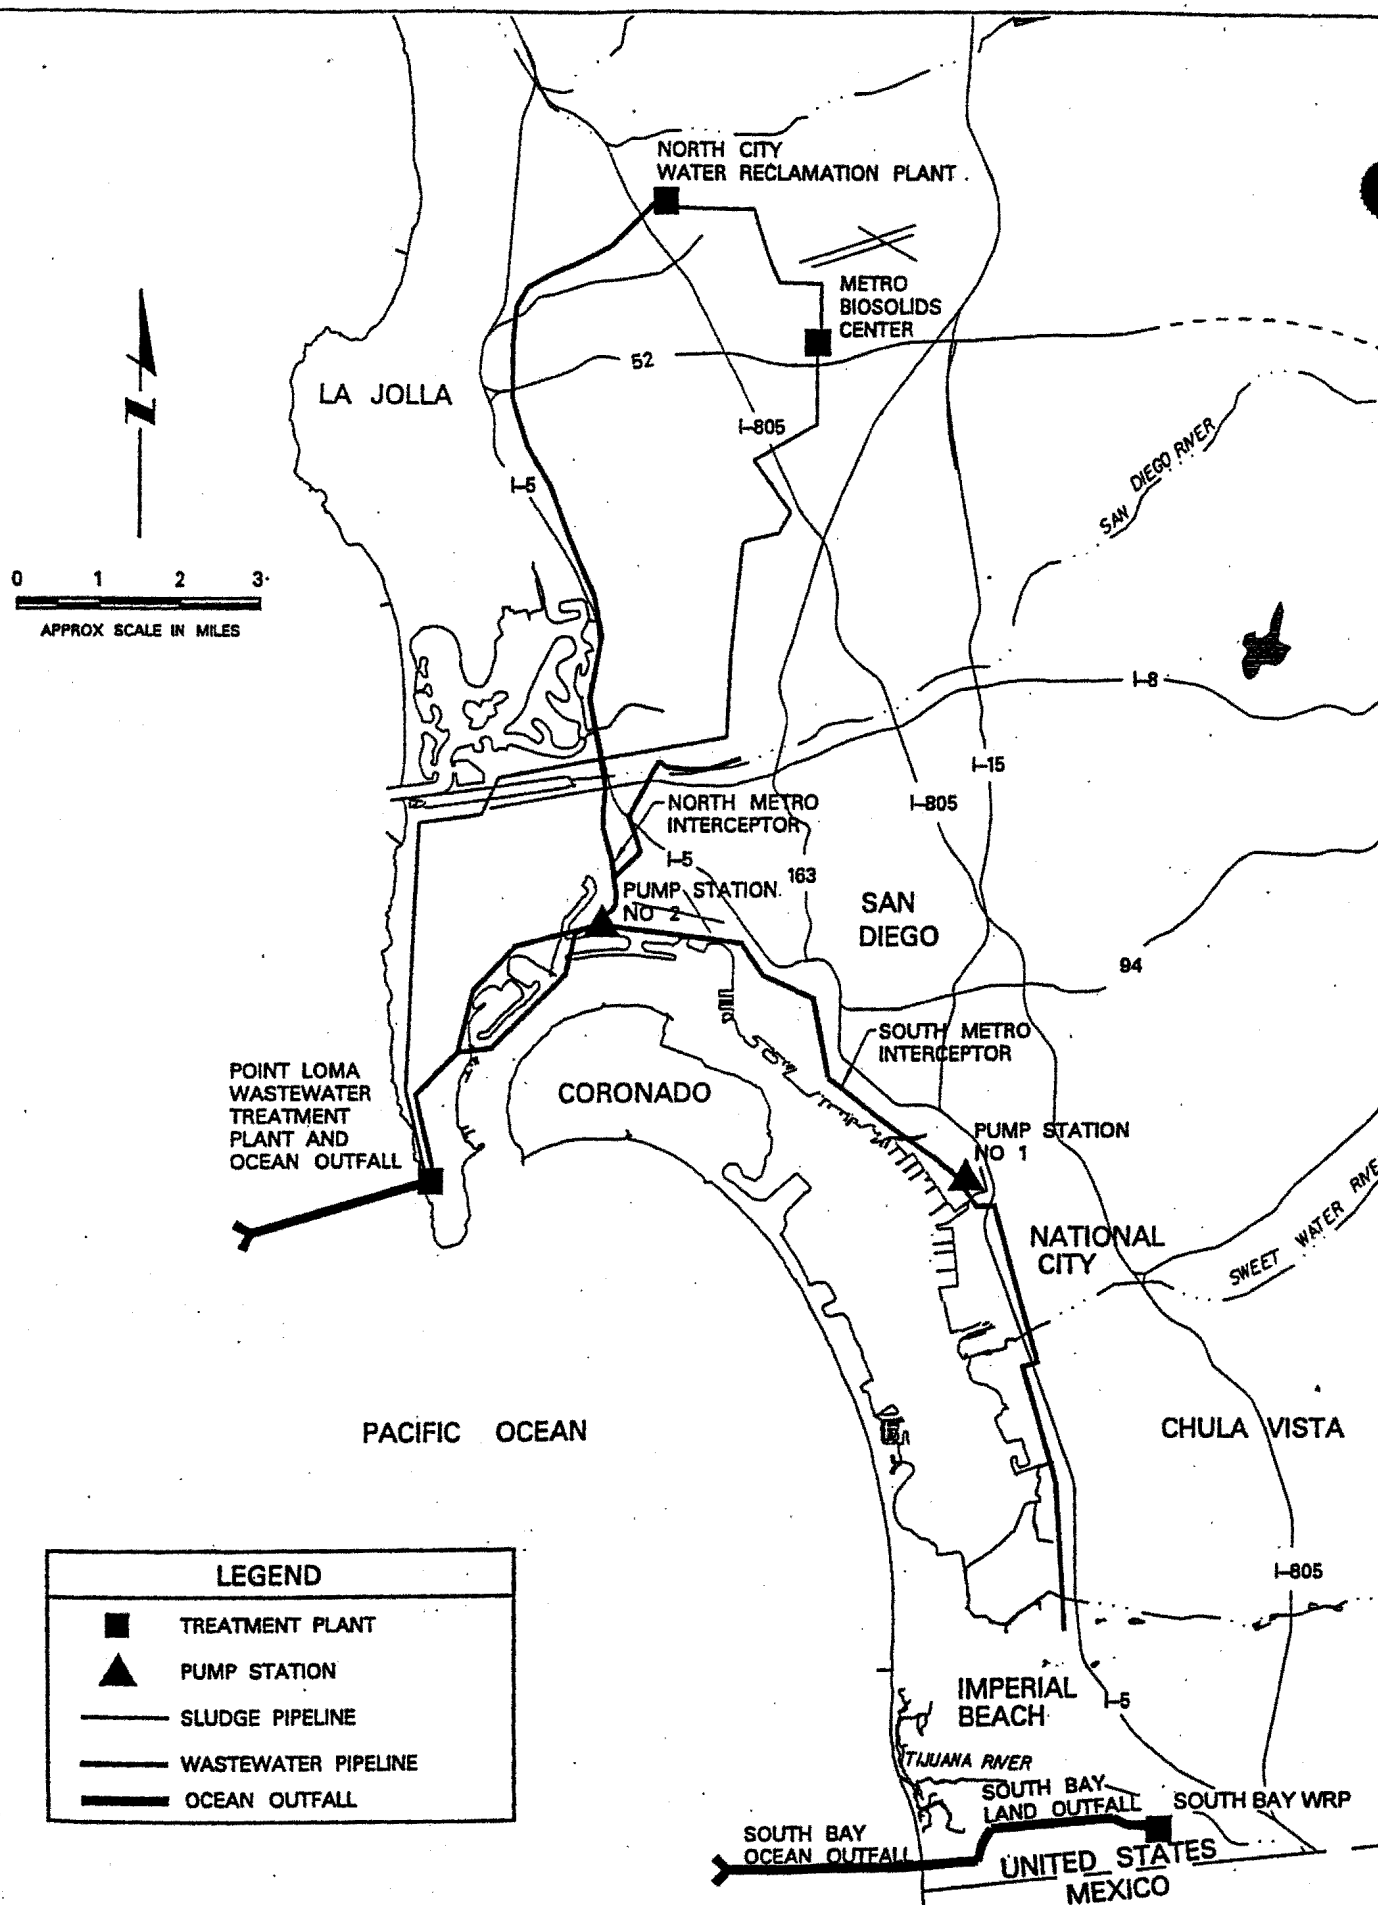 NORTH CITY
WATER RECLAMATION PLANT
METRO
BIOSOLIDS
CENTER
52
LA JOLLA
I-805
SAN DIEGO RIVER
I-5
Z
0 1 2 3
APPROX SCALE IN MILES
I-8
I-15
I-805
NORTH METRO
INTERCEPTOR
I-5
163
PUMP STATION
NO 2
SAN
DIEGO
94
SOUTH METRO
INTERCEPTOR
POINT LOMA
WASTEWATER
TREATMENT
PLANT AND
OCEAN OUTFALL
CORONADO
PUMP STATION
NO 1
NATIONAL
CITY
SWEET WATER RIVE
PACIFIC OCEAN
CHULA VISTA
LEGEND
TREATMENT PLANT
PUMP STATION
SLUDGE PIPELINE
WASTEWATER PIPELINE
OCEAN OUTFALL
I-805
IMPERIAL
BEACH
I-5
TIJUANA RIVER
SOUTH BAY
LAND OUTFALL
SOUTH BAY WRP
SOUTH BAY
OCEAN OUTFALL
UNITED STATES
MEXICO